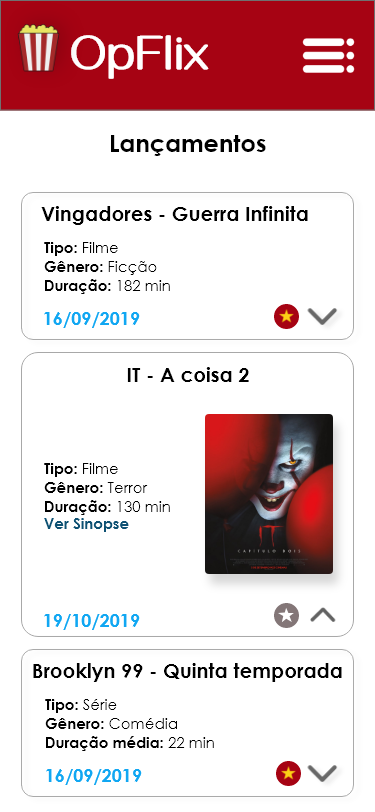 OpFlix
Lançamentos
Vingadores - Guerra Infinita
Tipo: Filme
Gênero: Ficção
Duração: 182 min
16/09/2019
IT - A coisa 2
Tipo: Filme
Gênero: Terror
Duração: 130 min
Ver Sinopse
IT
CAPÍTULO DOIS
19/10/2019
Brooklyn 99 - Quinta temporada
Tipo: Série
Gênero: Comédia
Duração média: 22 min
16/09/2019